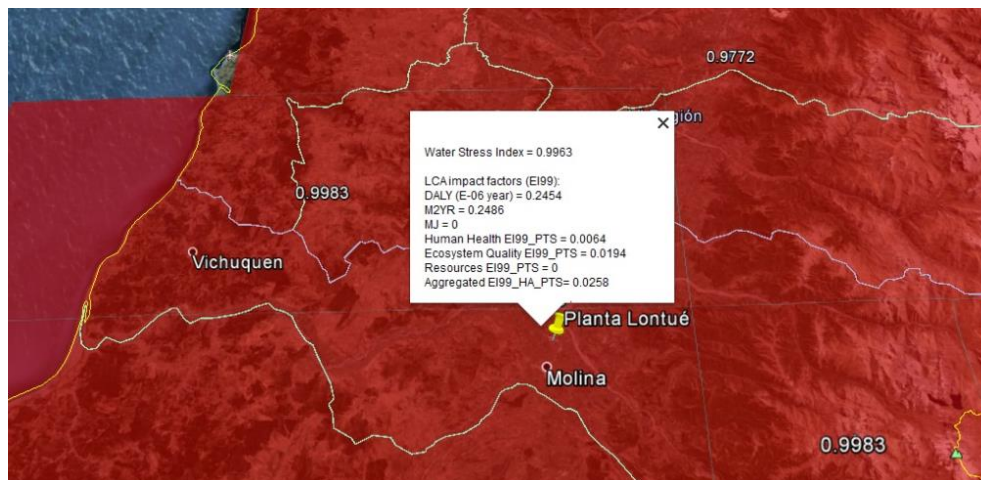 0.9772
ión
Water Stress Index = 0.9963
LCA impact factors (EI99):
DALY (E-06 year) = 0.2454
M2YR = 0.2486
MJ = 0
Human Health EI99_PTS = 0.0064
Ecosystem Quality EI99_PTS = 0.0194
Resources EI99_PTS = 0
Aggregated EI99_HA_PTS= 0.0258
0.9983
Vichuquen
Planta Lontué
Molina
0.9983